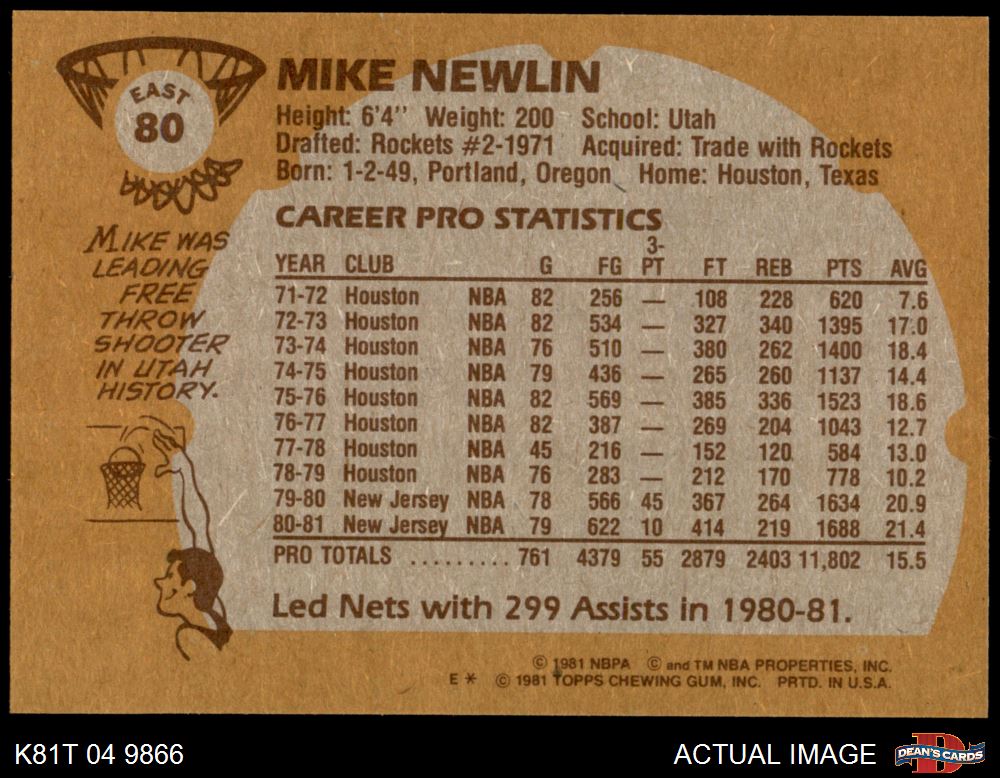 EAST
80
MIKE NEWLIN
Height: 6'4" Weight: 200 School: Utah
Drafted: Rockets #2-1971 Acquired: Trade with Rockets
Born: 1-2-49, Portland, Oregon Home: Houston, Texas
MIKE WAS
LEADING
FREE
THROW
SHOOTER
IN UTAH
HISTORY.
CAREER PRO STATISTICS
YEAR CLUB G FG 3-PT FT REB PTS AVG
71-72 Houston NBA 82 256 — 108 228 620 7.6
72-73 Houston NBA 82 534 — 327 340 1395 17.0
73-74 Houston NBA 76 510 — 380 262 1400 18.4
74-75 Houston NBA 79 436 — 265 260 1137 14.4
75-76 Houston NBA 82 569 — 385 336 1523 18.6
76-77 Houston NBA 82 387 — 269 204 1043 12.7
77-78 Houston NBA 45 216 — 152 120 584 13.0
78-79 Houston NBA 76 283 — 212 170 778 10.2
79-80 New Jersey NBA 78 566 45 367 264 1634 20.9
80-81 New Jersey NBA 79 622 10 414 219 1688 21.4
PRO TOTALS ......... 761 4379 55 2879 2403 11,802 15.5
Led Nets with 299 Assists in 1980-81.
© 1981 NBPA © and TM NBA PROPERTIES, INC.
E * © 1981 TOPPS CHEWING GUM, INC. PRTD. IN U.S.A.
K81T 04 9866 ACTUAL IMAGE DEAN'S CARDS